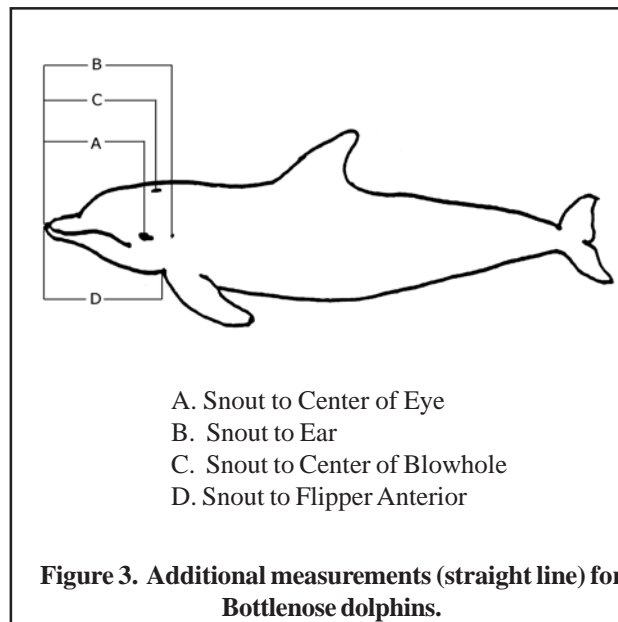 B
C
A
D
A. Snout to Center of Eye
B. Snout to Ear
C. Snout to Center of Blowhole
D. Snout to Flipper Anterior
Figure 3. Additional measurements (straight line) for
Bottlenose dolphins.